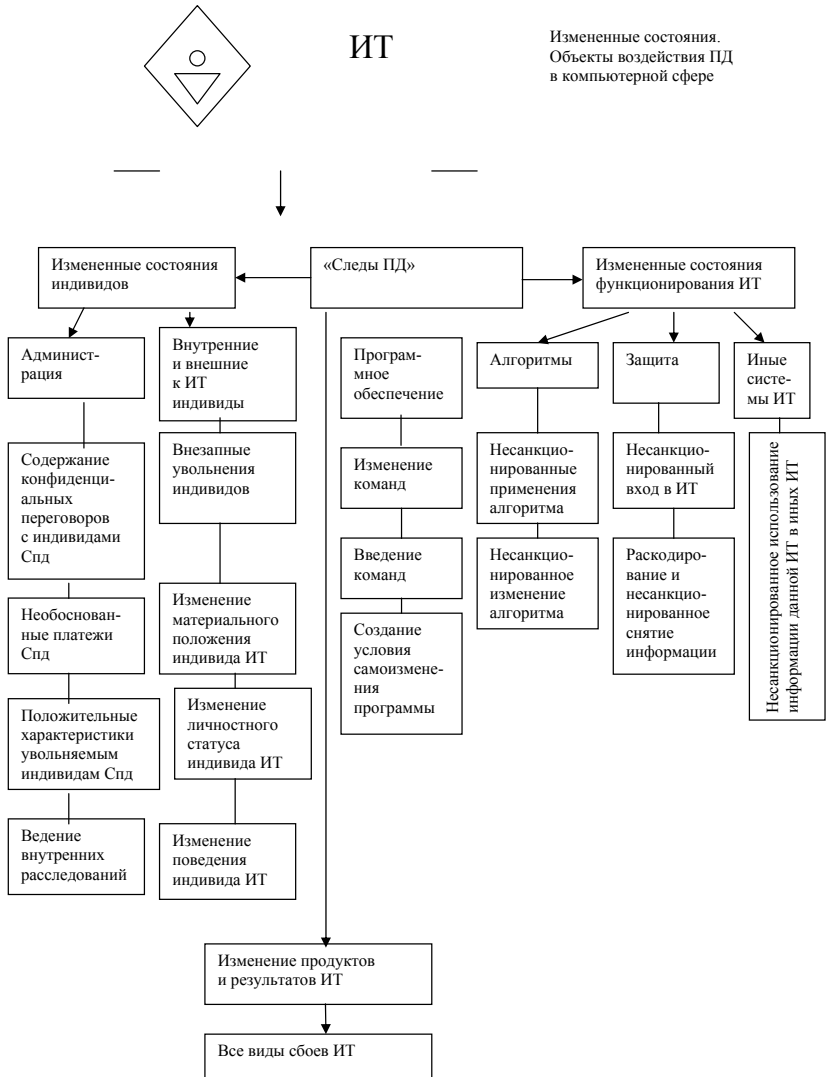 ИТ
Измененные состояния.
Объекты воздействия ПД
в компьютерной сфере
Измененные состояния
индивидов
«Следы ПД»
Измененные состояния
функционирования ИТ
Админист-
рация
Внутренние
и внешние
к ИТ
индивиды
Програм-
мное
обеспечение
Алгоритмы
Защита
Иные
систе-
мы ИТ
Содержание
конфиденци-
альных
переговоров
с индивидами
Спд
Внезапные
увольнения
индивидов
Изменение
команд
Несанкцио-
нированные
применения
алгоритма
Несанкцио-
нированный
вход в ИТ
Несанкционированное использование
информации данной ИТ в иных ИТ
Необоснован-
ные платежи
Спд
Изменение
материального
положения
индивида ИТ
Введение
команд
Несанкцио-
нированное
изменение
алгоритма
Раскодиро-
вание и
несанкцио-
нированное
снятие
информации
Создание
условия
самоизмене-
ния
программы
Положительные
характеристики
увольняемым
индивидам Спд
Изменение
личностного
статуса
индивида ИТ
Ведение
внутренних
расследований
Изменение
поведения
индивида ИТ
Изменение продуктов
и результатов ИТ
Все виды сбоев ИТ